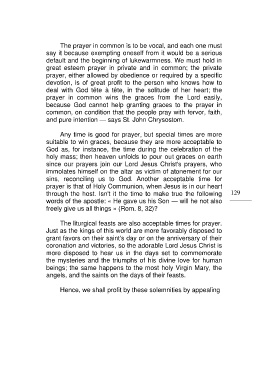 The prayer in common is to be vocal, and each one must
say it because exempting oneself from it would be a serious
default and the beginning of lukewarmness. We must hold in
great esteem prayer in private and in common; the private
prayer, either allowed by obedience or required by a specific
devotion, is of great profit to the person who knows how to
deal with God tête à tête, in the solitude of her heart; the
prayer in common wins the graces from the Lord easily,
because God cannot help granting graces to the prayer in
common, on condition that the people pray with fervor, faith,
and pure intention — says St. John Chrysostom.
Any time is good for prayer, but special times are more
suitable to win graces, because they are more acceptable to
God as, for instance, the time during the celebration of the
holy mass; then heaven unfolds to pour out graces on earth
since our prayers join our Lord Jesus Christ's prayers, who
immolates himself on the altar as victim of atonement for our
sins, reconciling us to God. Another acceptable time for
prayer is that of Holy Communion, when Jesus is in our heart
through the host. Isn't it the time to make true the following
words of the apostle: « He gave us his Son — will he not also
freely give us all things » (Rom. 8, 32)?
129
The liturgical feasts are also acceptable times for prayer.
Just as the kings of this world are more favorably disposed to
grant favors on their saint's day or on the anniversary of their
coronation and victories, so the adorable Lord Jesus Christ is
more disposed to hear us in the days set to commemorate
the mysteries and the triumphs of his divine love for human
beings; the same happens to the most holy Virgin Mary, the
angels, and the saints on the days of their feasts.
Hence, we shall profit by these solemnities by appealing